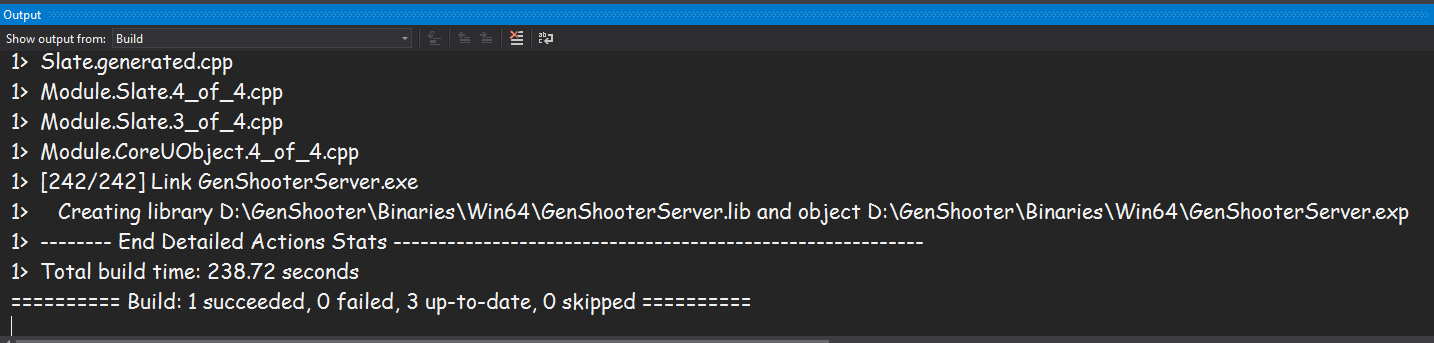 Output
Show output from: Build
1> Slate.generated.cpp
1> Module.Slate.4_of_4.cpp
1> Module.Slate.3_of_4.cpp
1> Module.CoreUObject.4_of_4.cpp
1> [242/242] Link GenShooterServer.exe
1> Creating library D:\GenShooter\Binaries\Win64\GenShooterServer.lib and object D:\GenShooter\Binaries\Win64\GenShooterServer.exp
1> -------- End Detailed Actions Stats -----------------------------------------------------------
1> Total build time: 238.72 seconds
========== Build: 1 succeeded, 0 failed, 3 up-to-date, 0 skipped ==========